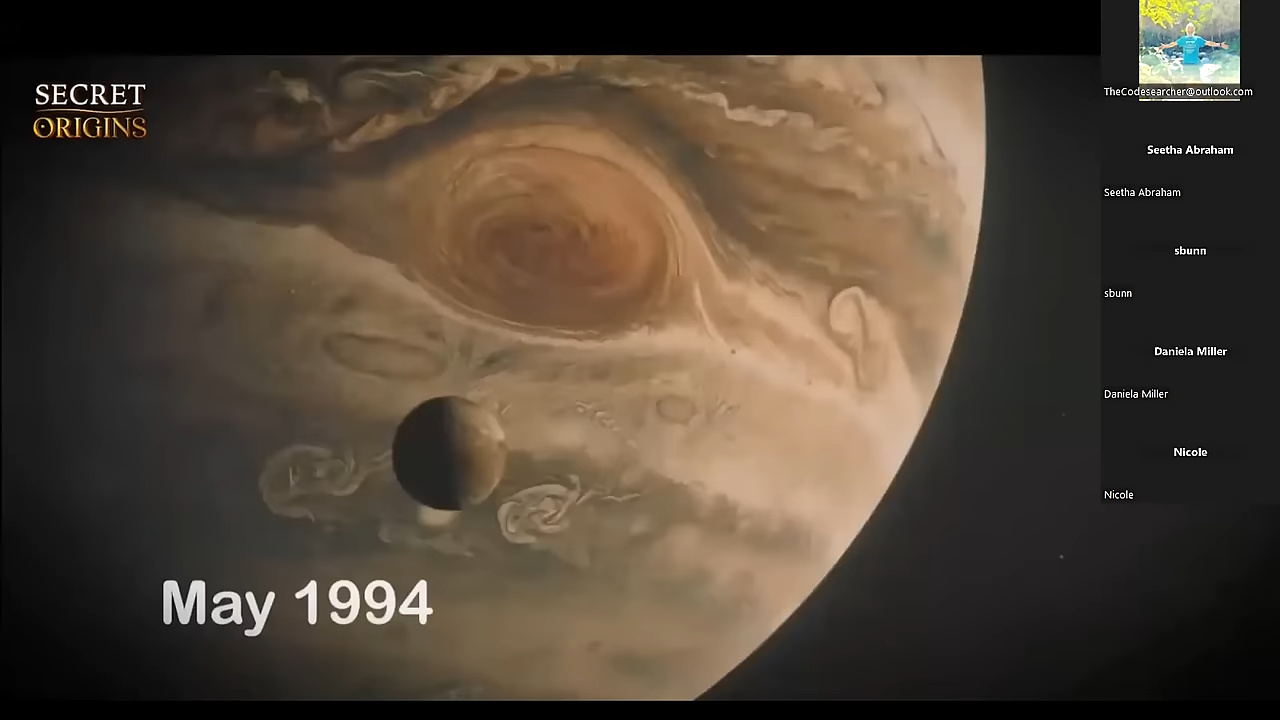 SECRET
ORIGINS
May 1994
TheCodesearcher@outlook.com
Seetha Abraham
Seetha Abraham
sbunn
sbunn
Daniela Miller
Daniela Miller
Nicole
Nicole